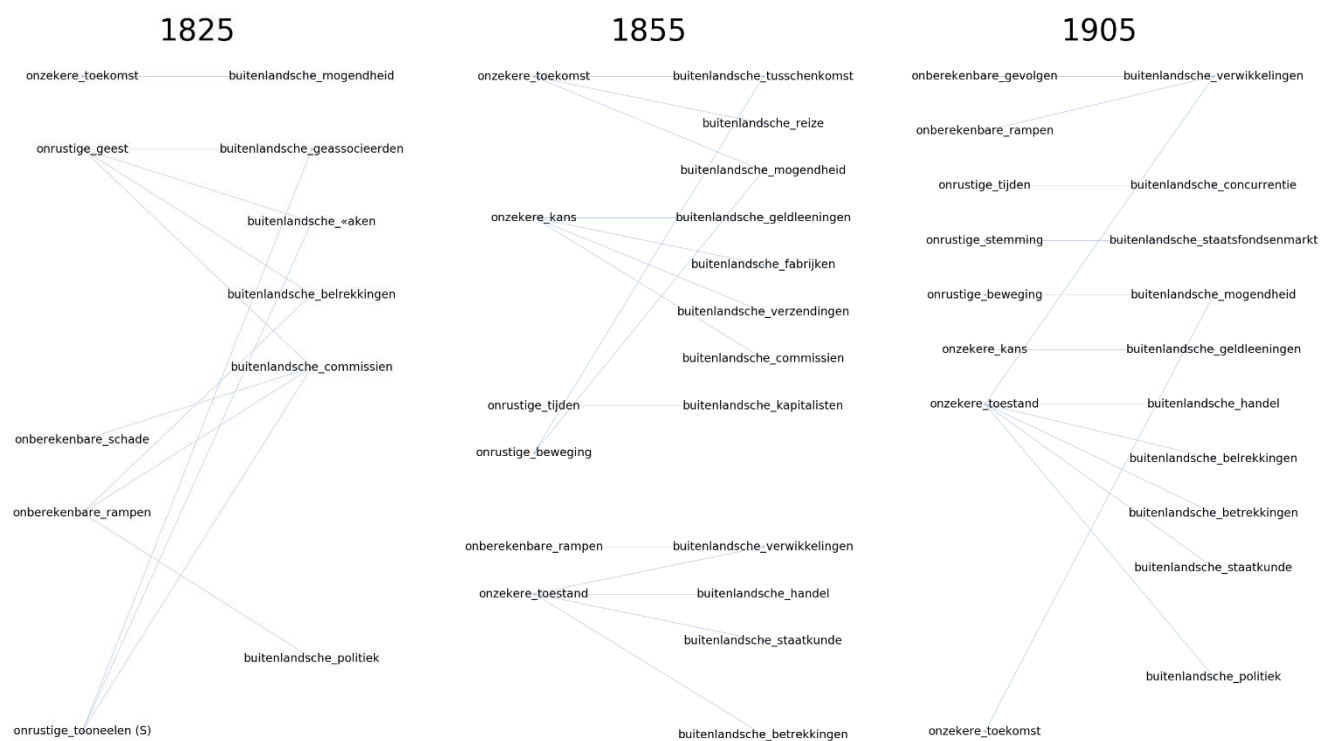 1825
onzekere_toekomst buitenlandsche_mogendheid
onrustige_geest buitenlandsche_geassocieerden
buitenlandsche_«aken
buitenlandsche_belrekkingen
buitenlandsche_commissien
onberekenbare_schade
onberekenbare_rampen
buitenlandsche_politiek
onrustige_tooneelen (S)
1855
onzekere_toekomst buitenlandsche_tusschenkomst
buitenlandsche_reize
buitenlandsche_mogendheid
onzekere_kans buitenlandsche_geldleeningen
buitenlandsche_fabrijken
buitenlandsche_verzendingen
buitenlandsche_commissien
onrustige_tijden buitenlandsche_kapitalisten
onrustige_beweging
onberekenbare_rampen buitenlandsche_verwikkelingen
onzekere_toestand buitenlandsche_handel
buitenlandsche_staatkunde
buitenlandsche_betrekkingen
1905
onberekenbare_gevolgen buitenlandsche_verwikkelingen
onberekenbare_rampen
onrustige_tijden buitenlandsche_concurrentie
onrustige_stemming buitenlandsche_staatsfondsenmarkt
onrustige_beweging buitenlandsche_mogendheid
onzekere_kans buitenlandsche_geldleeningen
onzekere_toestand buitenlandsche_handel
buitenlandsche_belrekkingen
buitenlandsche_betrekkingen
buitenlandsche_staatkunde
buitenlandsche_politiek
onzekere_toekomst